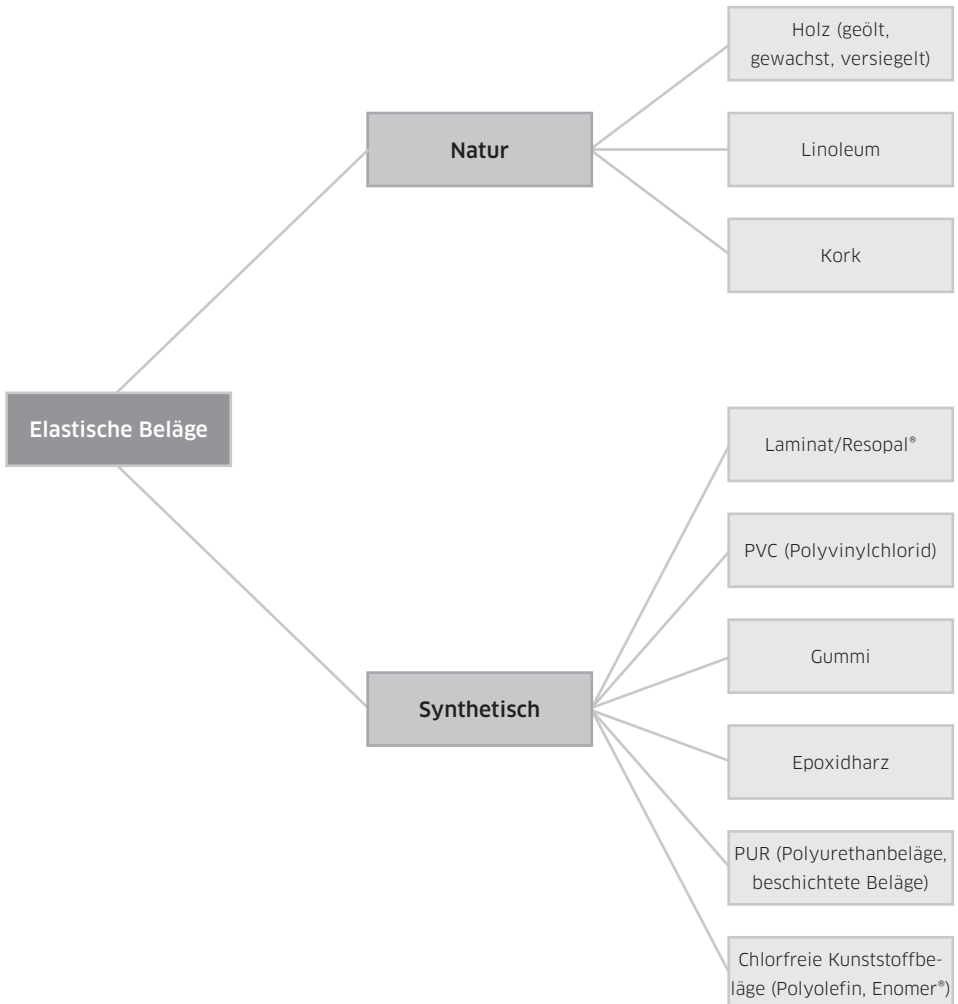 Holz (geölt,
gewachst, versiegelt)
Natur
Linoleum
Kork
Elastische Beläge
Laminat/Resopal®
PVC (Polyvinylchlorid)
Gummi
Synthetisch
Epoxidharz
PUR (Polyurethanbeläge,
beschichtete Beläge)
Chlorfreie Kunststoffbe-
läge (Polyolefin, Enomer®)